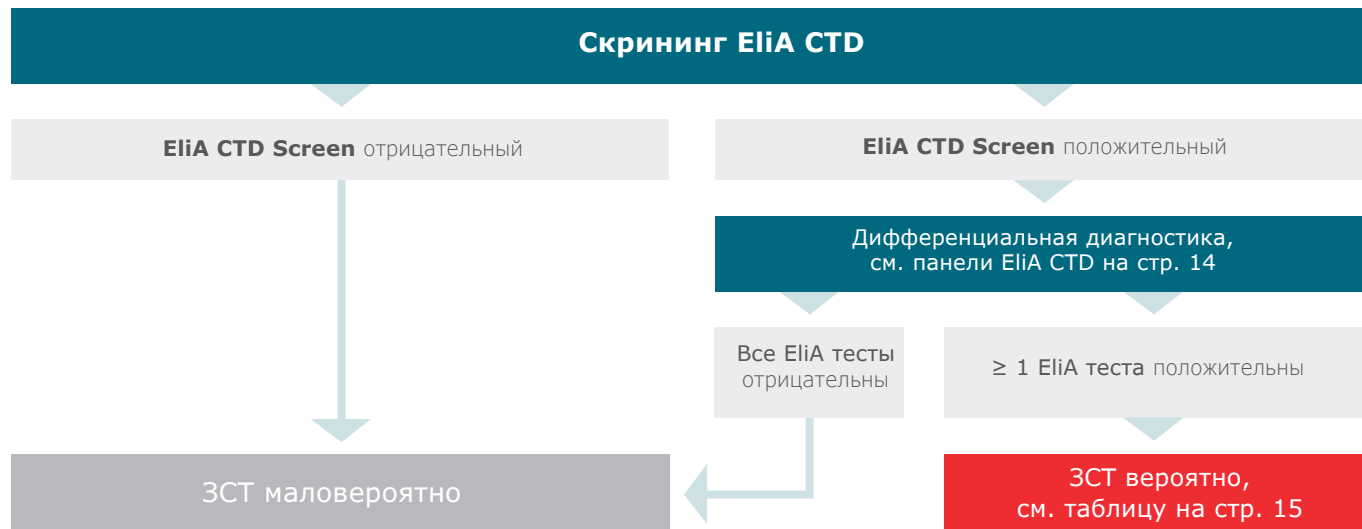 Скрининг EliA CTD
EliA CTD Screen отрицательный
EliA CTD Screen положительный
Дифференциальная диагностика,
см. панели EliA CTD на стр. 14
Все EliA тесты
отрицательны
≥ 1 EliA теста положительны
ЗСТ маловероятно
ЗСТ вероятно,
см. таблицу на стр. 15